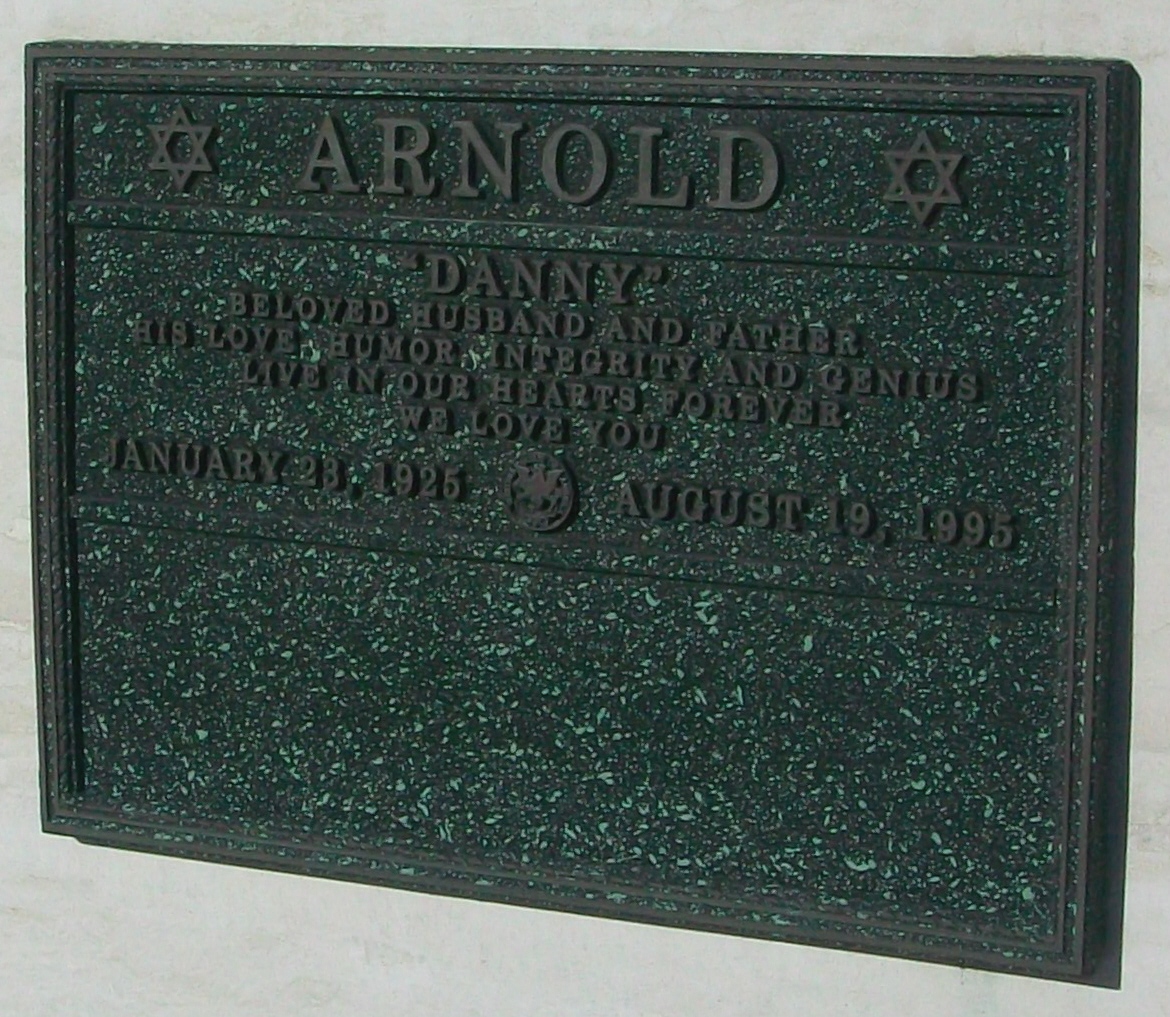 ARNOLD
"DANNY"
BELOVED HUSBAND AND FATHER
HIS LOVE, HUMOR, INTEGRITY AND GENIUS
LIVE IN OUR HEARTS FOREVER
WE LOVE YOU
JANUARY 23, 1925 AUGUST 19, 1995